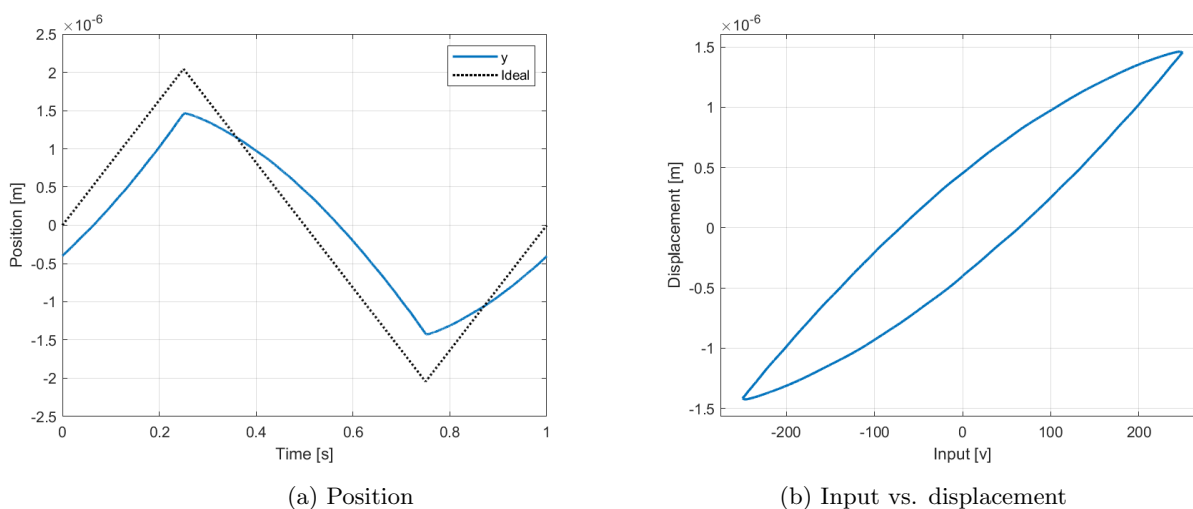 ×10⁻⁶
2.5
2
1.5
1
0.5
0
-0.5
-1
-1.5
-2
-2.5
Position [m]
y
Ideal
0 0.2 0.4 0.6 0.8 1
Time [s]
(a) Position
×10⁻⁶
1.5
1
0.5
0
-0.5
-1
-1.5
Displacement [m]
-200 -100 0 100 200
Input [v]
(b) Input vs. displacement